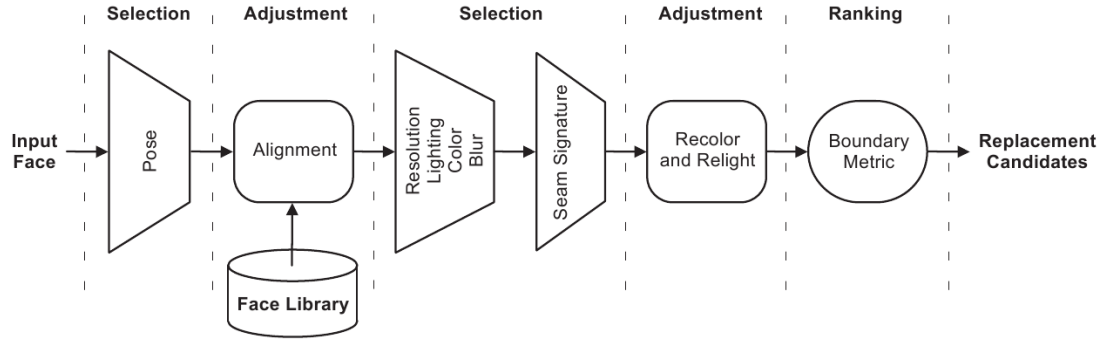 Selection
Adjustment
Selection
Adjustment
Ranking
Input
Face
Pose
Alignment
Face Library
Resolution
Lighting
Color
Blur
Seam Signature
Recolor
and Relight
Boundary
Metric
Replacement
Candidates